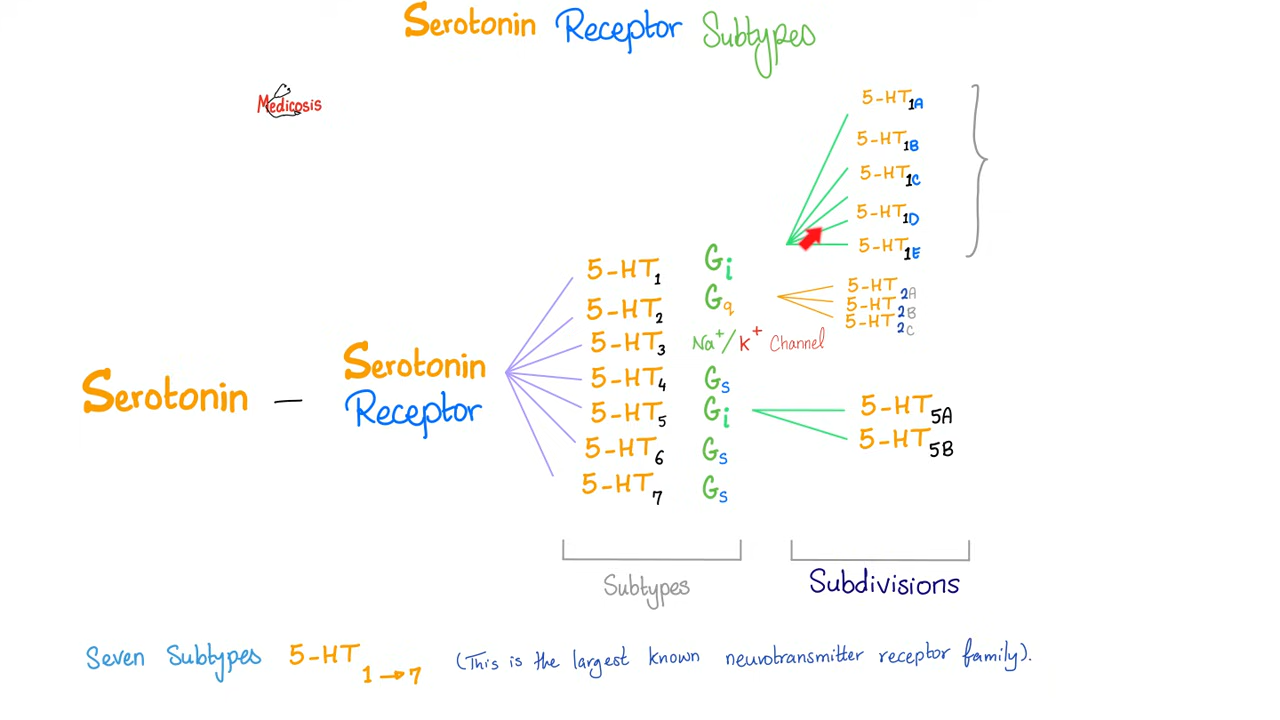 Serotonin Receptor Subtypes
Medicosis
5-HT1A
5-HT1B
5-HT1C
5-HT1D
5-HT1E
5-HT1 Gi
5-HT2 Gq
5-HT2A
5-HT2B
5-HT2C
5-HT3 Na+/K+ Channel
5-HT4 Gs
5-HT5 Gi
5-HT5A
5-HT5B
5-HT6 Gs
5-HT7 Gs
Serotonin – Serotonin
Receptor
Subtypes
Subdivisions
Seven Subtypes 5-HT 1→7 (This is the largest known neurotransmitter receptor family).